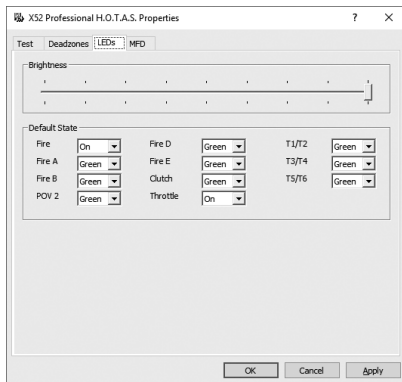 X52 Professional H.O.T.A.S. Properties ? ×
Test Deadzones LEDs MFD
Brightness
Default State
Fire On Fire D Green T1/T2 Green
Fire A Green Fire E Green T3/T4 Green
Fire B Green Clutch Green T5/T6 Green
POV 2 Green Throttle On
OK Cancel Apply